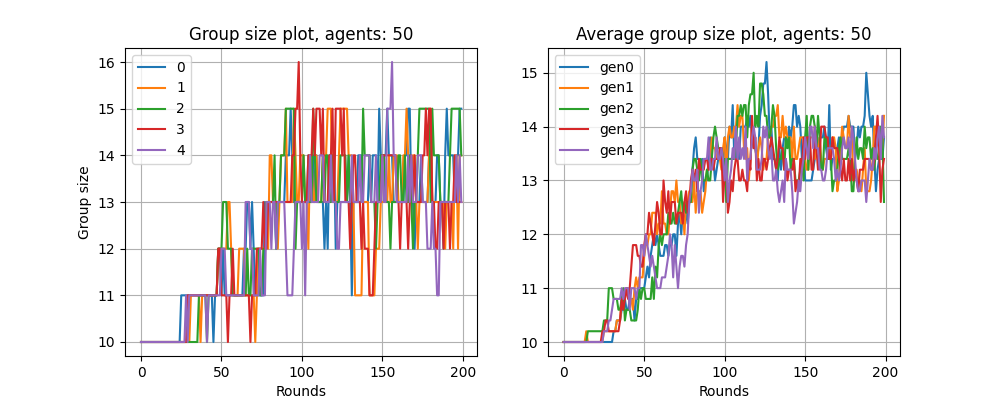 Group size plot, agents: 50
Group size
16
15
14
13
12
11
10
0
1
2
3
4
0
50
100
150
200
Rounds
Average group size plot, agents: 50
15
14
13
12
11
10
gen0
gen1
gen2
gen3
gen4
0
50
100
150
200
Rounds